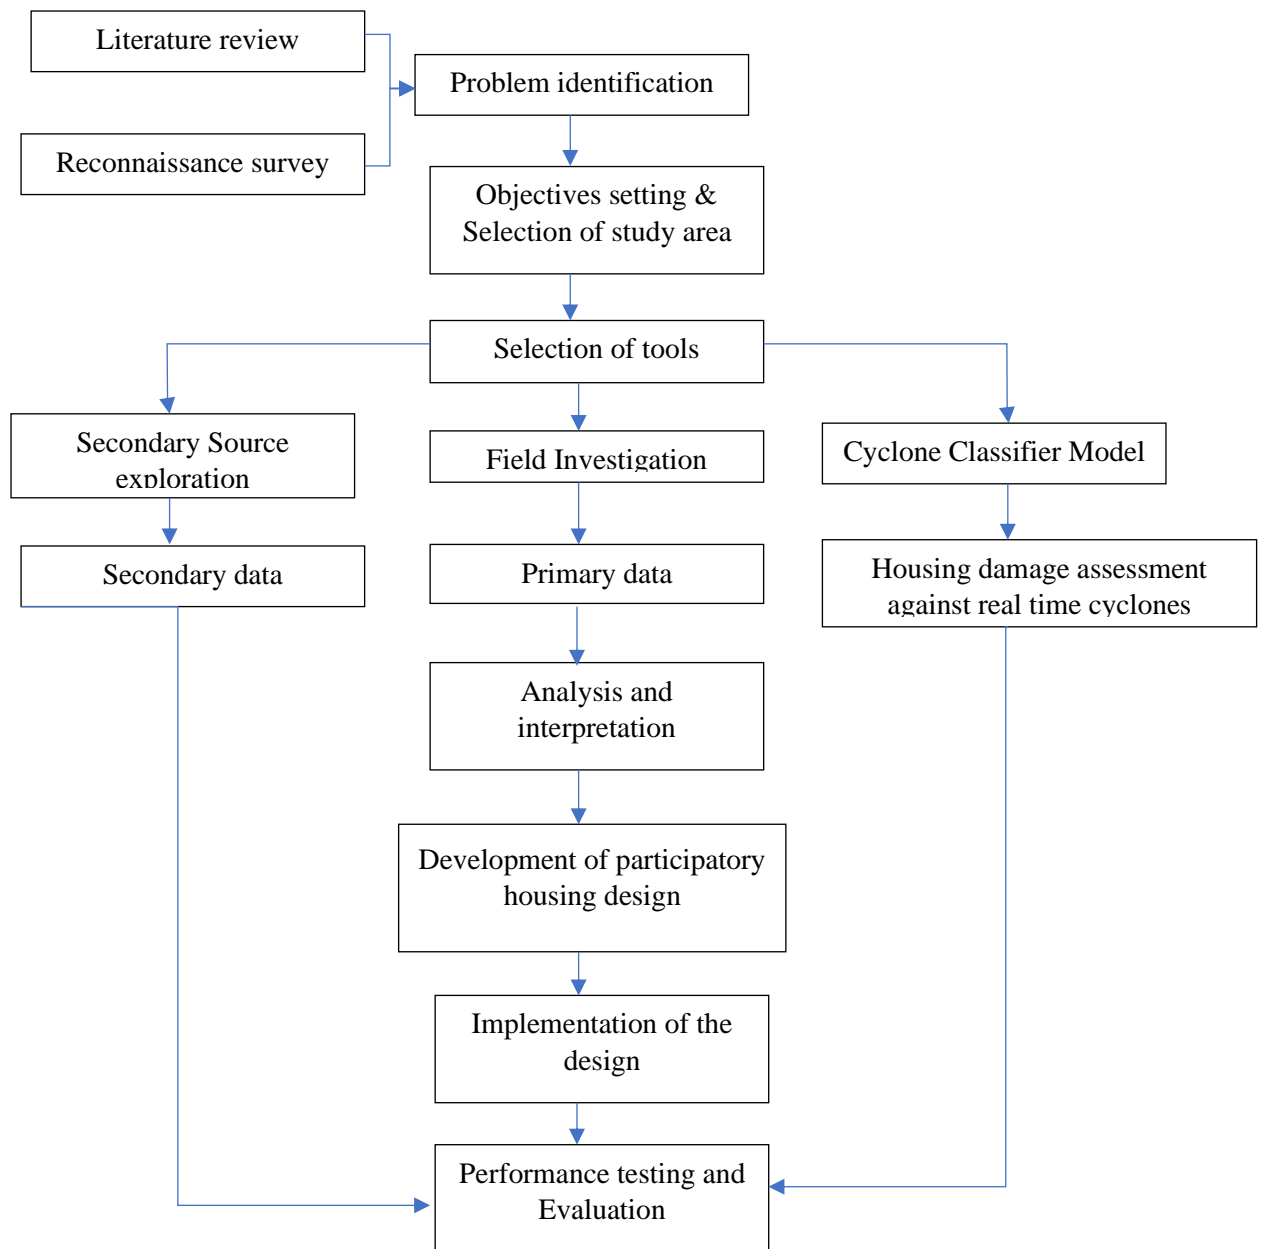 Literature review
Problem identification
Reconnaissance survey
Objectives setting &
Selection of study area
Selection of tools
Secondary Source
exploration
Field Investigation
Cyclone Classifier Model
Secondary data
Primary data
Housing damage assessment
against real time cyclones
Analysis and
interpretation
Development of participatory
housing design
Implementation of the
design
Performance testing and
Evaluation